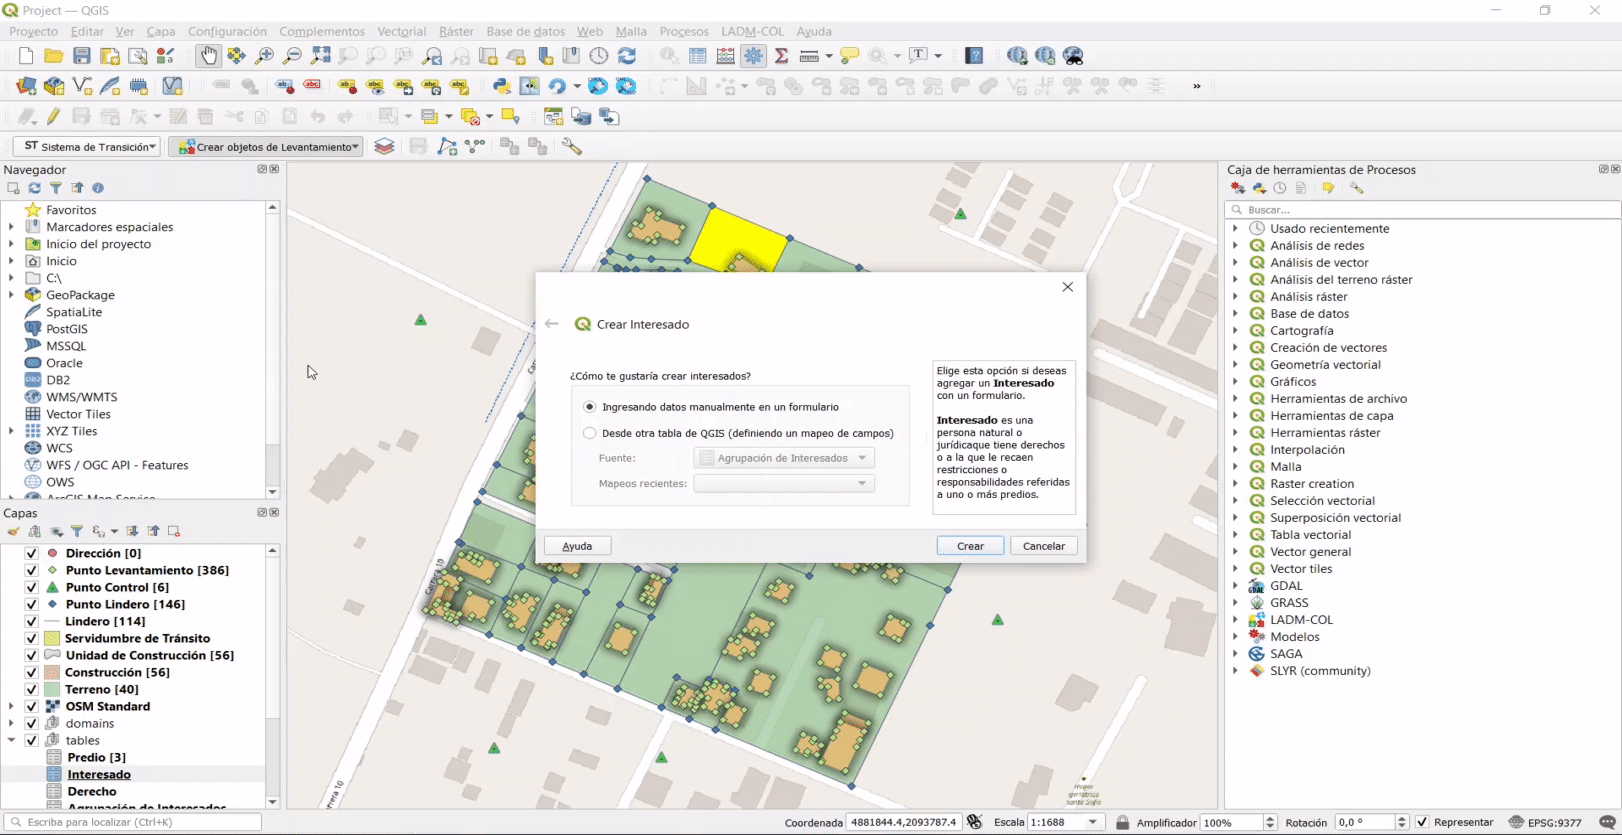 Project — QGIS
Proyecto Editar Ver Capa Configuración Complementos Vectorial Ráster Base de datos Web Malla Procesos LADM-COL Ayuda
ST Sistema de Transición Crear objetos de Levantamiento
Navegador
Favoritos
Marcadores espaciales
Inicio del proyecto
Inicio
C:\
GeoPackage
SpatiaLite
PostGIS
MSSQL
Oracle
DB2
WMS/WMTS
Vector Tiles
XYZ Tiles
WCS
WFS / OGC API - Features
OWS
ArcGIS Map Service
Capas
Dirección [0]
Punto Levantamiento [386]
Punto Control [6]
Punto Lindero [146]
Lindero [114]
Servidumbre de Tránsito
Unidad de Construcción [56]
Construcción [56]
Terreno [40]
OSM Standard
domains
tables
Predio [3]
Interesado
Derecho
Agrupación de Interesados
Carrera 10
Carrera 10
Hogar
geriátrico
santa Sofía
Crear Interesado
¿Cómo te gustaría crear interesados?
Ingresando datos manualmente en un formulario
Desde otra tabla de QGIS (definiendo un mapeo de campos)
Fuente: Agrupación de Interesados
Mapeos recientes:
Elige esta opción si deseas
agregar un Interesado
con un formulario.
Interesado es una
persona natural o
jurídicaque tiene derechos
o a la que le recaen
restricciones o
responsabilidades referidas
a uno o más predios.
Ayuda Crear Cancelar
Caja de herramientas de Procesos
Buscar...
Usado recientemente
Análisis de redes
Análisis de vector
Análisis del terreno ráster
Análisis ráster
Base de datos
Cartografía
Creación de vectores
Geometría vectorial
Gráficos
Herramientas de archivo
Herramientas de capa
Herramientas ráster
Interpolación
Malla
Raster creation
Selección vectorial
Superposición vectorial
Tabla vectorial
Vector general
Vector tiles
GDAL
GRASS
LADM-COL
Modelos
SAGA
SLYR (community)
Escriba para localizar (Ctrl+K) Coordenada 4881844.4,2093787.4 Escala 1:1688 Amplificador 100% Rotación 0,0 ° Representar EPSG:9377